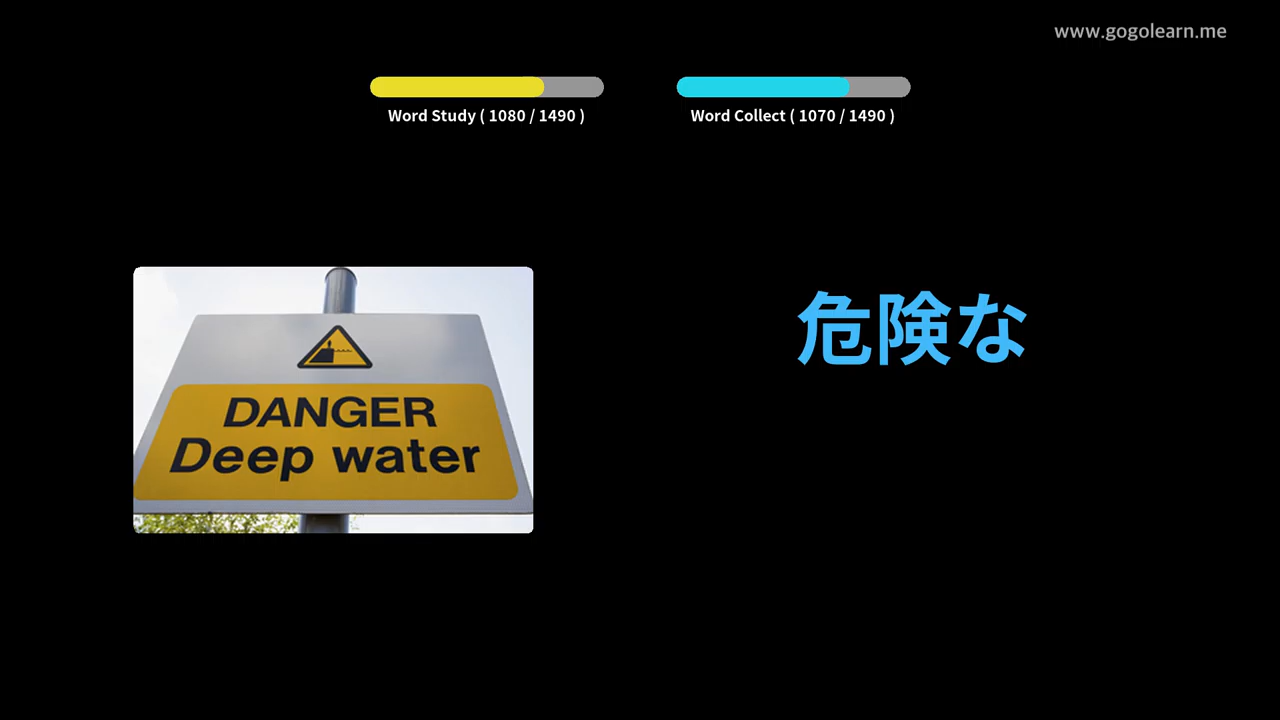 www.gogolearn.me
Word Study ( 1080 / 1490 )
Word Collect ( 1070 / 1490 )
DANGER
Deep water
危険な